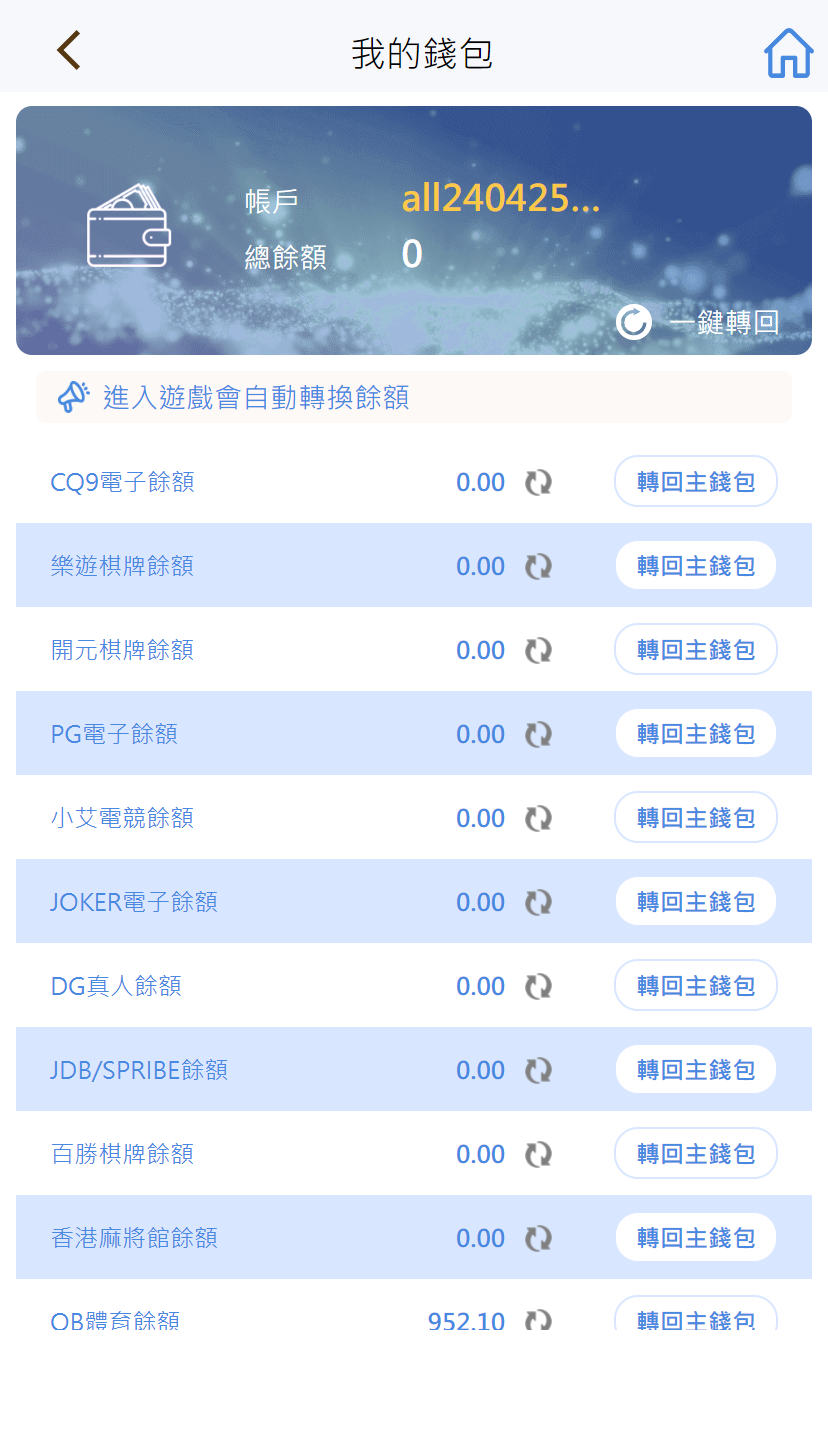 我的錢包
帳戶 all240425...
總餘額 0
一鍵轉回
進入遊戲會自動轉換餘額
CQ9電子餘額 0.00 轉回主錢包
樂遊棋牌餘額 0.00 轉回主錢包
開元棋牌餘額 0.00 轉回主錢包
PG電子餘額 0.00 轉回主錢包
小艾電競餘額 0.00 轉回主錢包
JOKER電子餘額 0.00 轉回主錢包
DG真人餘額 0.00 轉回主錢包
JDB/SPRIBE餘額 0.00 轉回主錢包
百勝棋牌餘額 0.00 轉回主錢包
香港麻將館餘額 0.00 轉回主錢包
OB體育餘額 952.10 轉回主錢包